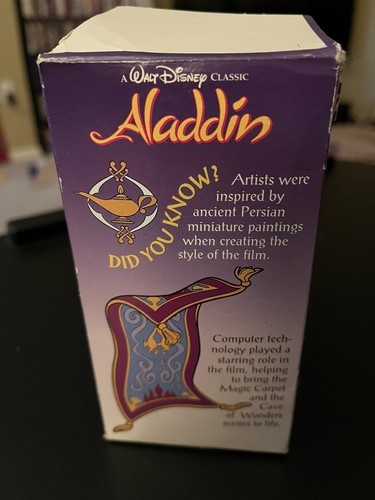 A WALT DISNEY CLASSIC
Aladdin
DID YOU KNOW?
Artists were
inspired by
ancient Persian
miniature paintings
when creating the
style of the film.
Computer tech-
nology played a
starring role in
the film, helping
to bring the
Magic Carpet
and the
Cave
of Wonders
scenes to life.